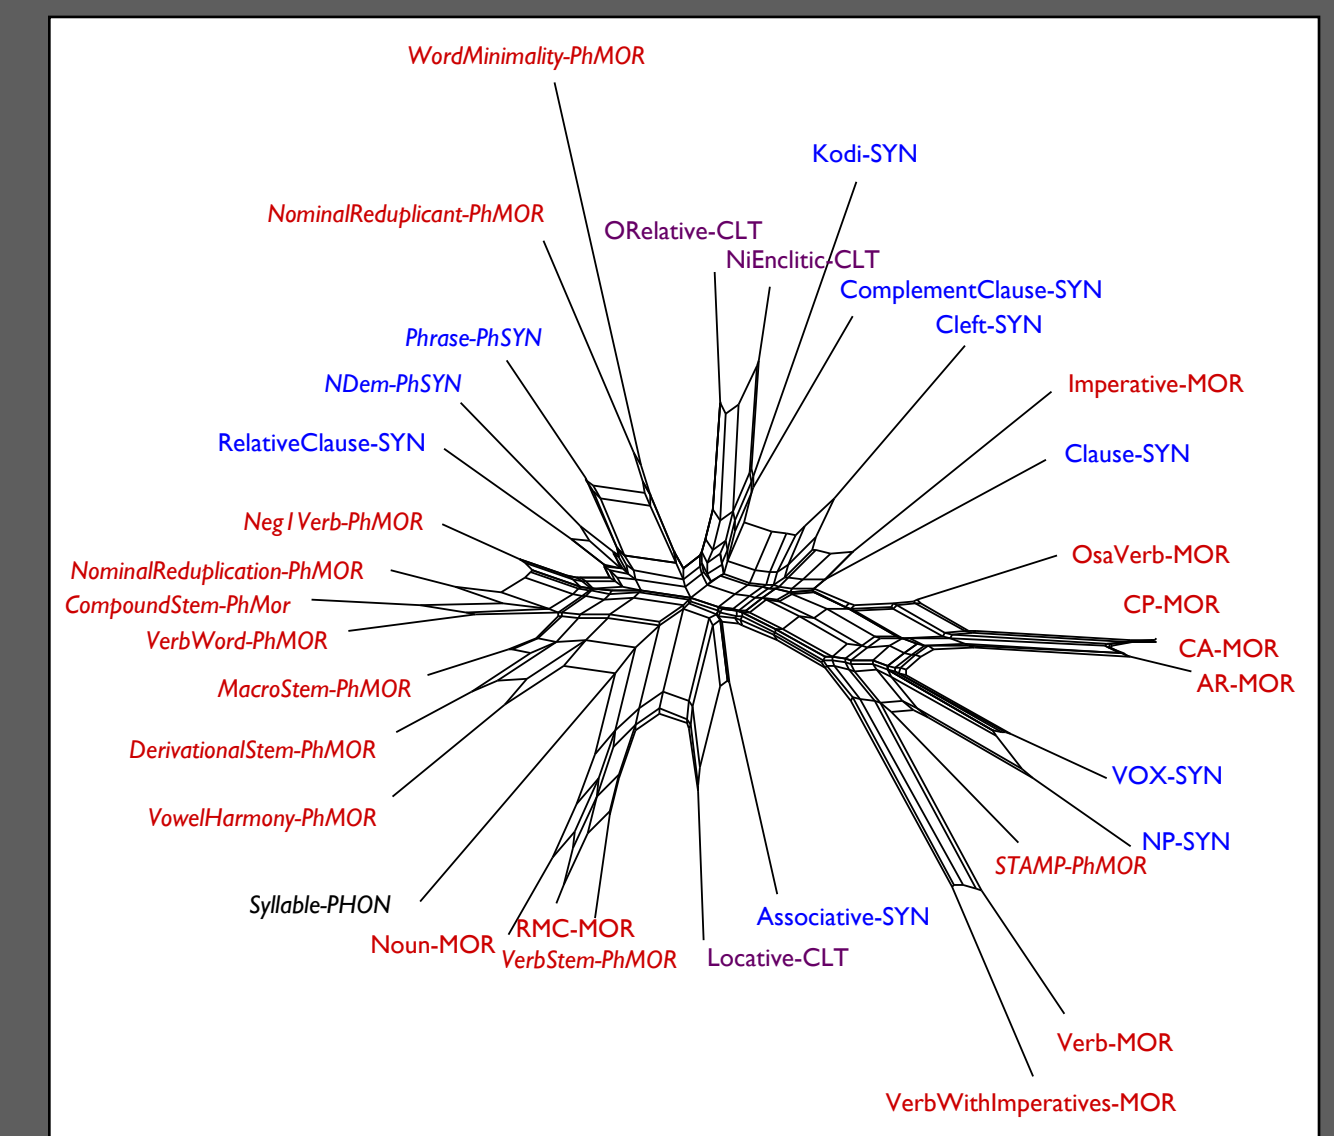 WordMinimality-PhMOR
Kodi-SYN
NominalReduplicant-PhMOR
ORelative-CLT
NiEnclitic-CLT
ComplementClause-SYN
Cleft-SYN
Phrase-PhSYN
NDem-PhSYN
Imperative-MOR
RelativeClause-SYN
Clause-SYN
Neg1Verb-PhMOR
OsaVerb-MOR
NominalReduplication-PhMOR
CompoundStem-PhMor
CP-MOR
VerbWord-PhMOR
CA-MOR
MacroStem-PhMOR
AR-MOR
DerivationalStem-PhMOR
VOX-SYN
VowelHarmony-PhMOR
NP-SYN
STAMP-PhMOR
Syllable-PHON
Associative-SYN
RMC-MOR
Noun-MOR
VerbStem-PhMOR
Locative-CLT
Verb-MOR
VerbWithImperatives-MOR